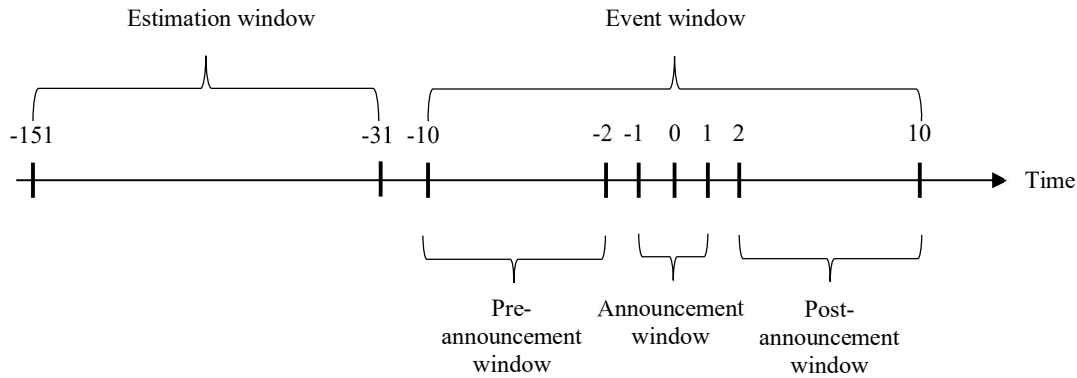 Estimation window
Event window
-151
-31
-10
-2
-1
0
1
2
10
Time
Pre-
announcement
window
Announcement
window
Post-
announcement
window